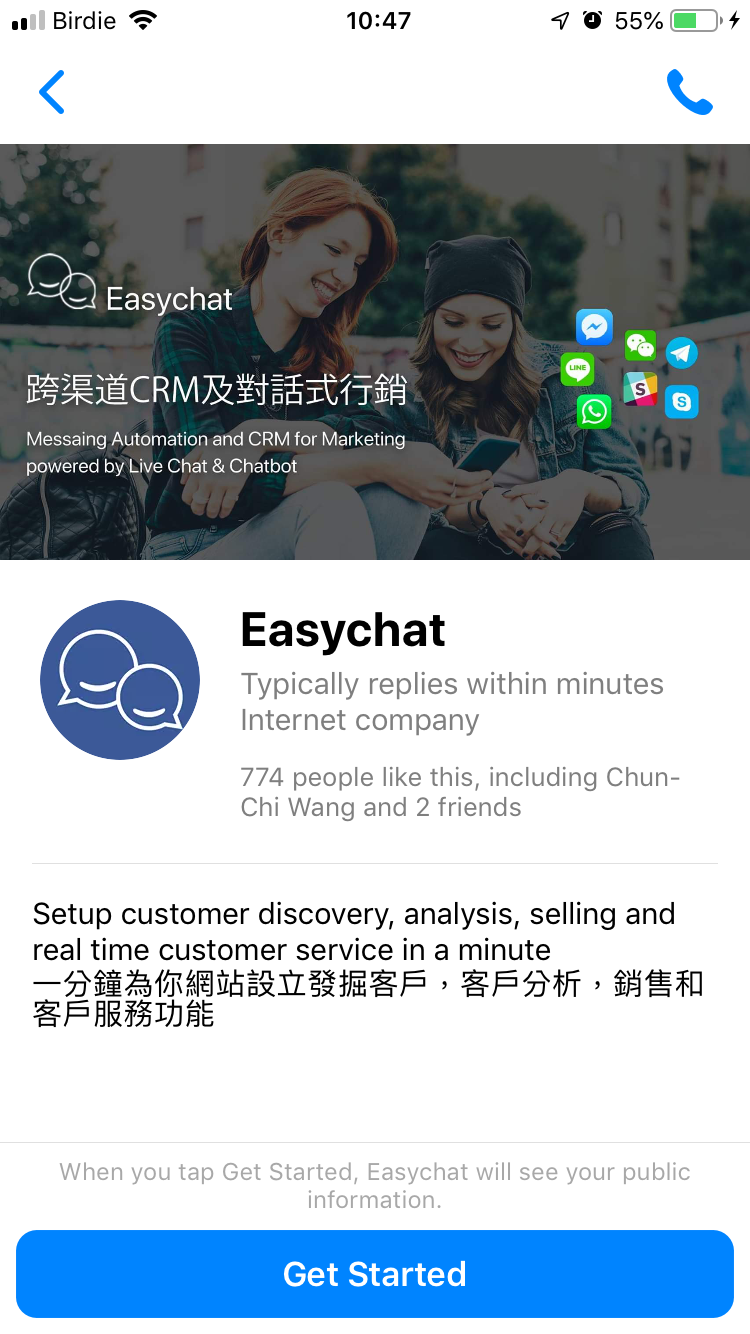 Birdie 10:47 55%
Easychat
跨渠道CRM及對話式行銷
Messaing Automation and CRM for Marketing
powered by Live Chat & Chatbot
LINE
S
S
Easychat
Typically replies within minutes
Internet company
774 people like this, including Chun-
Chi Wang and 2 friends
Setup customer discovery, analysis, selling and
real time customer service in a minute
一分鐘為你網站設立發掘客戶，客戶分析，銷售和
客戶服務功能
When you tap Get Started, Easychat will see your public
information.
Get Started